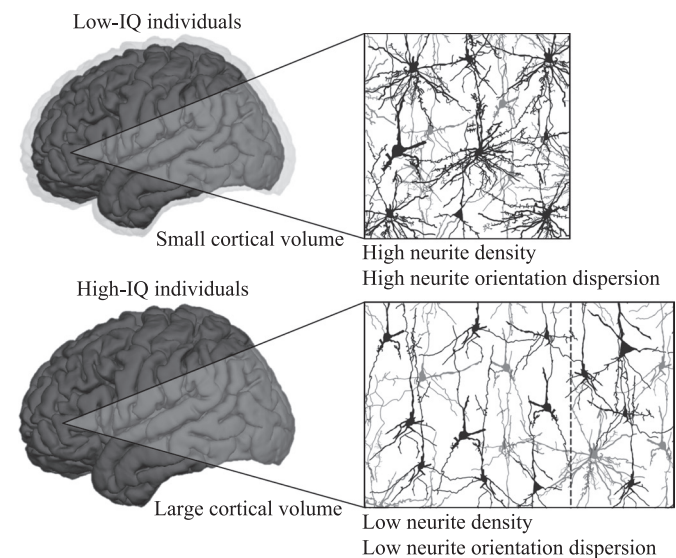 Low-IQ individuals
Small cortical volume
High neurite density
High neurite orientation dispersion
High-IQ individuals
Large cortical volume
Low neurite density
Low neurite orientation dispersion